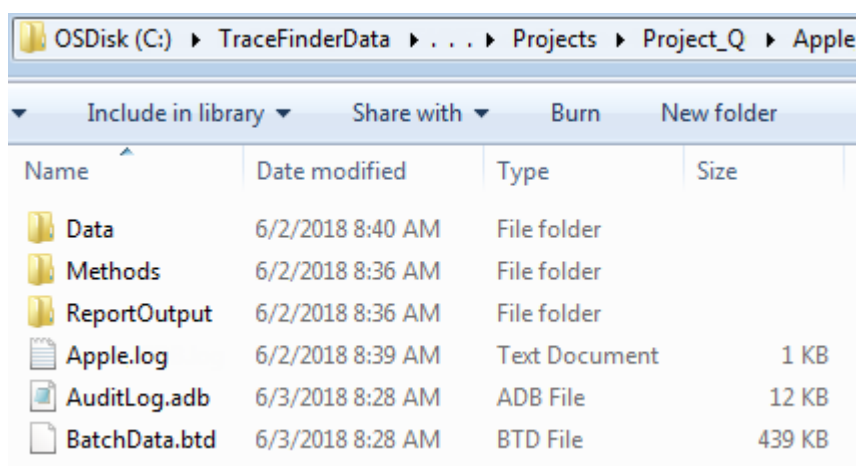 OSDisk (C:) ▸ TraceFinderData ▸ . . . ▸ Projects ▸ Project_Q ▸ Apple
Include in library ▾ Share with ▾ Burn New folder
Name Date modified Type Size
Data 6/2/2018 8:40 AM File folder
Methods 6/2/2018 8:36 AM File folder
ReportOutput 6/2/2018 8:36 AM File folder
Apple.log 6/2/2018 8:39 AM Text Document 1 KB
AuditLog.adb 6/3/2018 8:28 AM ADB File 12 KB
BatchData.btd 6/3/2018 8:28 AM BTD File 439 KB